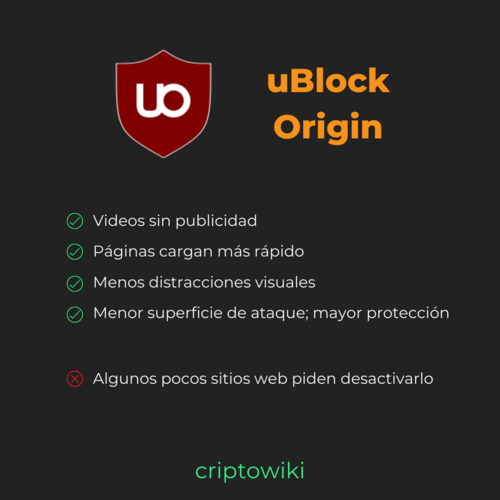 uo
uBlock
Origin
Videos sin publicidad
Páginas cargan más rápido
Menos distracciones visuales
Menor superficie de ataque; mayor protección
Algunos pocos sitios web piden desactivarlo
criptowiki